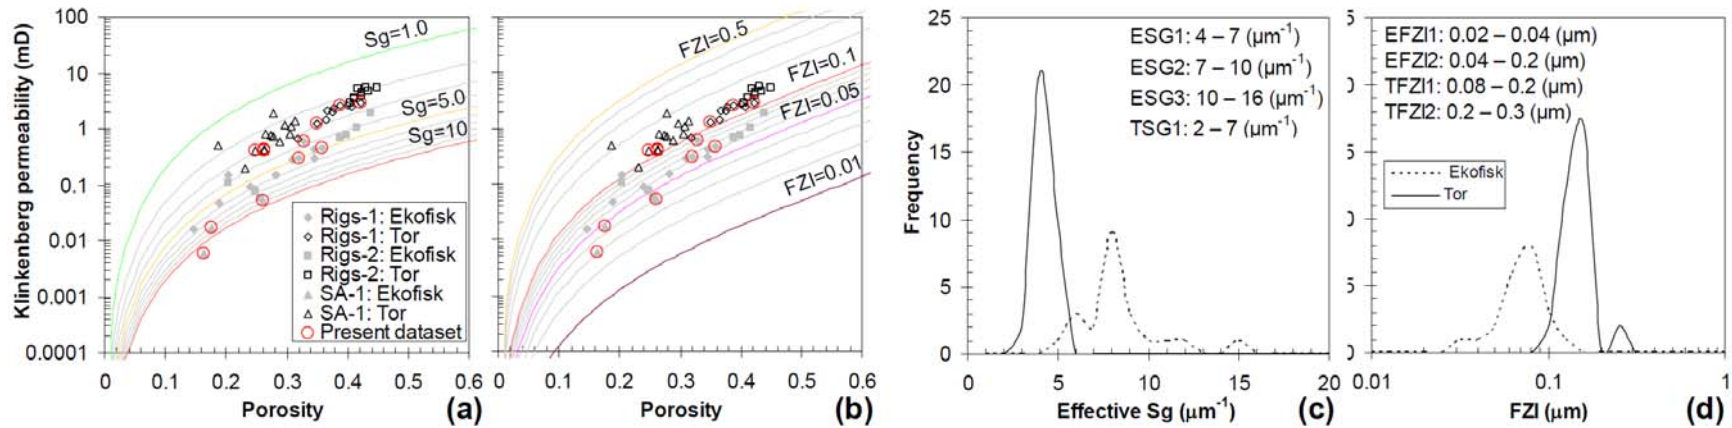 Klinkenberg permeability (mD)
100
10
1
0.1
0.01
0.001
0.0001
Sg=1.0
Sg=5.0
Sg=10
Rigs-1: Ekofisk
Rigs-1: Tor
Rigs-2: Ekofisk
Rigs-2: Tor
SA-1: Ekofisk
SA-1: Tor
Present dataset
0 0.1 0.2 0.3 0.4 0.5 0.6
Porosity
(a)
FZI=0.5
FZI=0.1
FZI=0.05
FZI=0.01
0 0.1 0.2 0.3 0.4 0.5 0.6
Porosity
(b)
Frequency
25
20
15
10
5
0
ESG1: 4 – 7 (µm-1)
ESG2: 7 – 10 (µm-1)
ESG3: 10 – 16 (µm-1)
TSG1: 2 – 7 (µm-1)
0 5 10 15 20
Effective Sg (µm-1)
(c)
5
0
5
0
5
0
EFZI1: 0.02 – 0.04 (µm)
EFZI2: 0.04 – 0.2 (µm)
TFZI1: 0.08 – 0.2 (µm)
TFZI2: 0.2 – 0.3 (µm)
Ekofisk
Tor
0.01 0.1 1
FZI (µm)
(d)